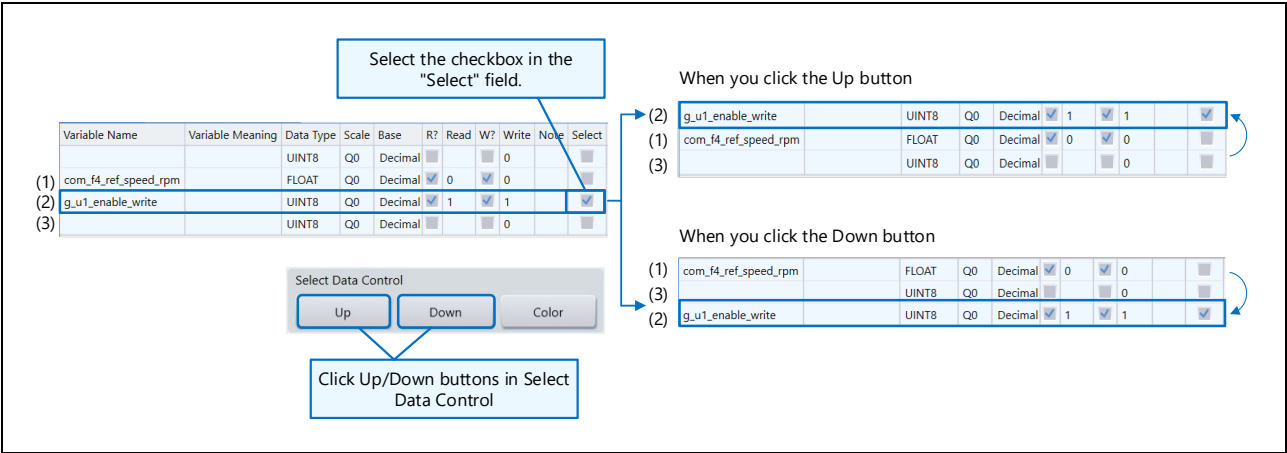 Select the checkbox in the
"Select" field.
Variable Name Variable Meaning Data Type Scale Base R? Read W? Write Note Select
UINT8 Q0 Decimal 0
(1) com_f4_ref_speed_rpm FLOAT Q0 Decimal 0 0
(2) g_u1_enable_write UINT8 Q0 Decimal 1 1
(3) UINT8 Q0 Decimal 0
Select Data Control
Up Down Color
Click Up/Down buttons in Select
Data Control
When you click the Up button
(2) g_u1_enable_write UINT8 Q0 Decimal 1 1
(1) com_f4_ref_speed_rpm FLOAT Q0 Decimal 0 0
(3) UINT8 Q0 Decimal 0
When you click the Down button
(1) com_f4_ref_speed_rpm FLOAT Q0 Decimal 0 0
(3) UINT8 Q0 Decimal 0
(2) g_u1_enable_write UINT8 Q0 Decimal 1 1